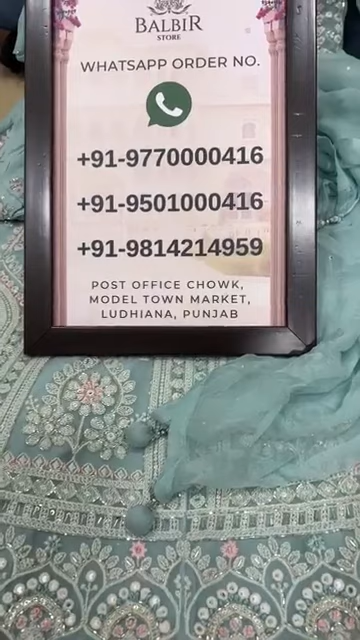 BALBIR
STORE
WHATSAPP ORDER NO.
+91-9770000416
+91-9501000416
+91-9814214959
POST OFFICE CHOWK,
MODEL TOWN MARKET,
LUDHIANA, PUNJAB